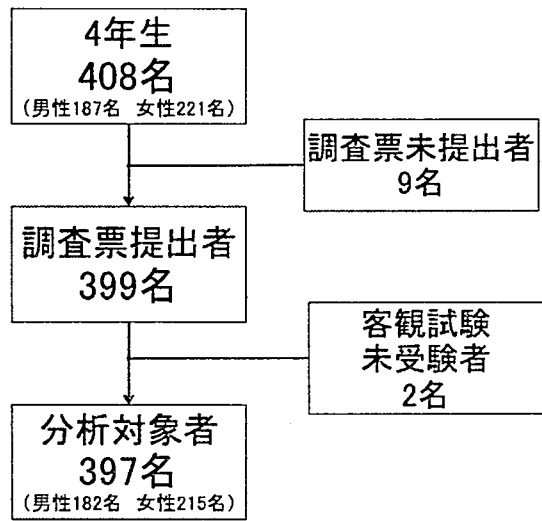 4年生
408名
(男性187名 女性221名)
調査票未提出者
9名
調査票提出者
399名
客観試験
未受験者
2名
分析対象者
397名
(男性182名 女性215名)